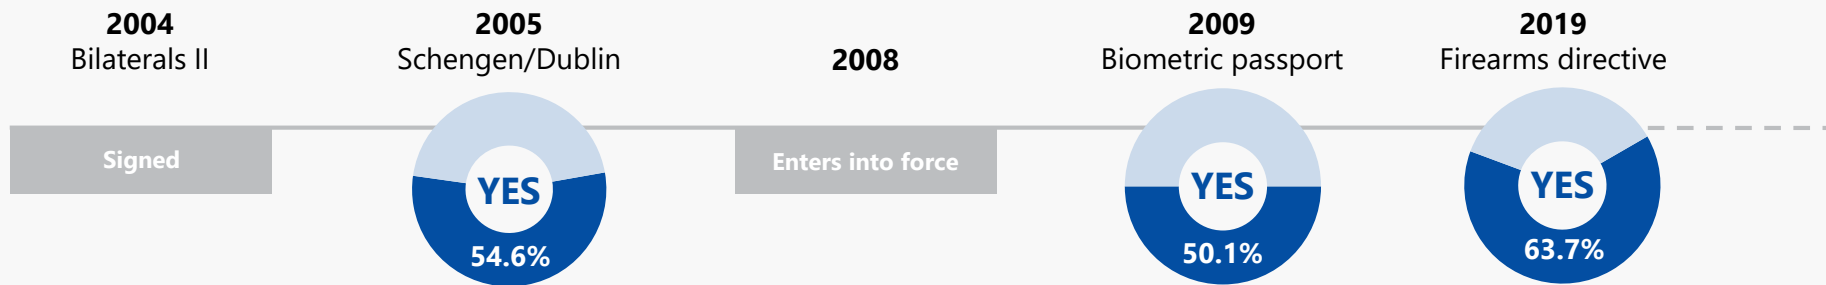 2004
Bilaterals II
Signed
2005
Schengen/Dublin
YES
54.6%
2008
Enters into force
2009
Biometric passport
YES
50.1%
2019
Firearms directive
YES
63.7%